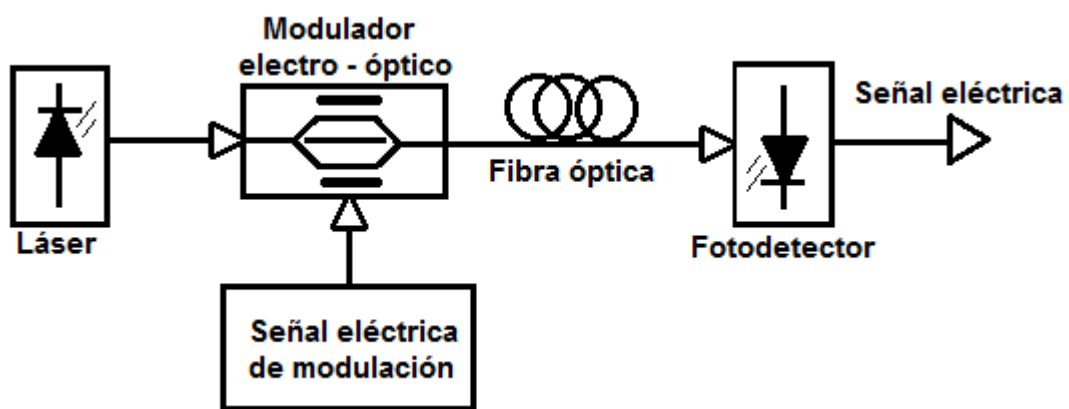 Modulador
electro - óptico
Láser
Fibra óptica
Señal eléctrica
Fotodetector
Señal eléctrica
de modulación